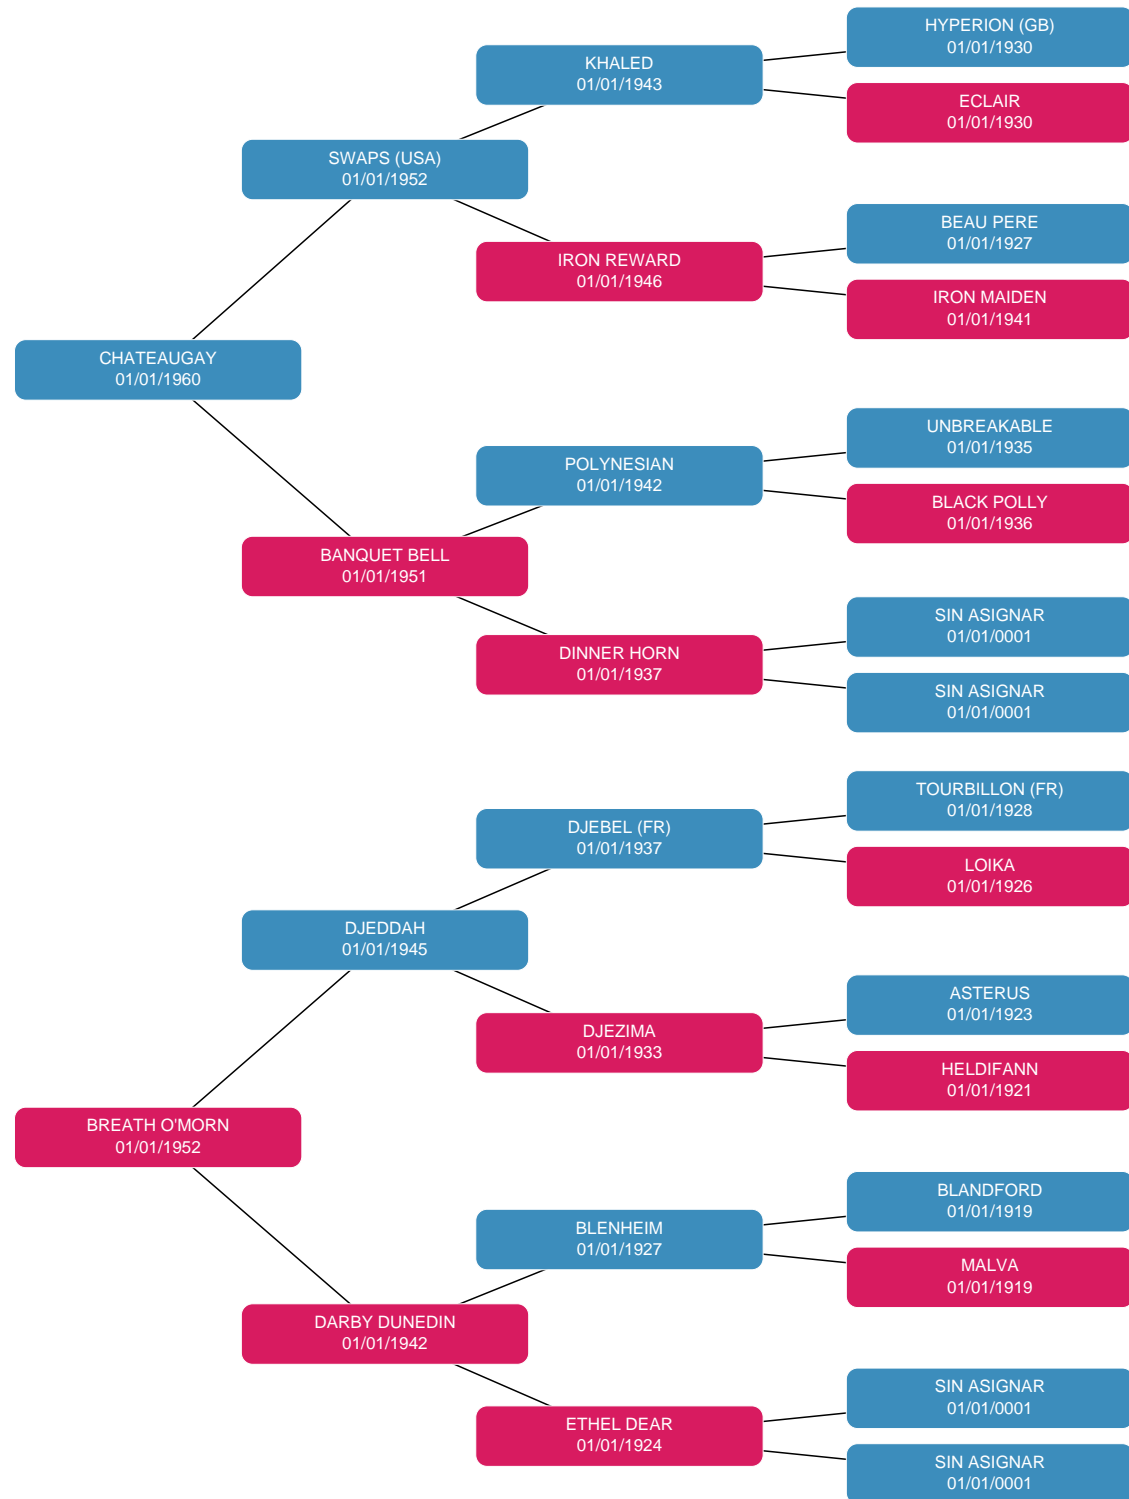 HYPERION (GB)
01/01/1930
KHALED
01/01/1943
ECLAIR
01/01/1930
SWAPS (USA)
01/01/1952
BEAU PERE
01/01/1927
IRON REWARD
01/01/1946
IRON MAIDEN
01/01/1941
CHATEAUGAY
01/01/1960
UNBREAKABLE
01/01/1935
POLYNESIAN
01/01/1942
BLACK POLLY
01/01/1936
BANQUET BELL
01/01/1951
SIN ASIGNAR
01/01/0001
DINNER HORN
01/01/1937
SIN ASIGNAR
01/01/0001
TOURBILLON (FR)
01/01/1928
DJEBEL (FR)
01/01/1937
LOIKA
01/01/1926
DJEDDAH
01/01/1945
ASTERUS
01/01/1923
DJEZIMA
01/01/1933
HELDIFANN
01/01/1921
BREATH O'MORN
01/01/1952
BLANDFORD
01/01/1919
BLENHEIM
01/01/1927
MALVA
01/01/1919
DARBY DUNEDIN
01/01/1942
SIN ASIGNAR
01/01/0001
ETHEL DEAR
01/01/1924
SIN ASIGNAR
01/01/0001